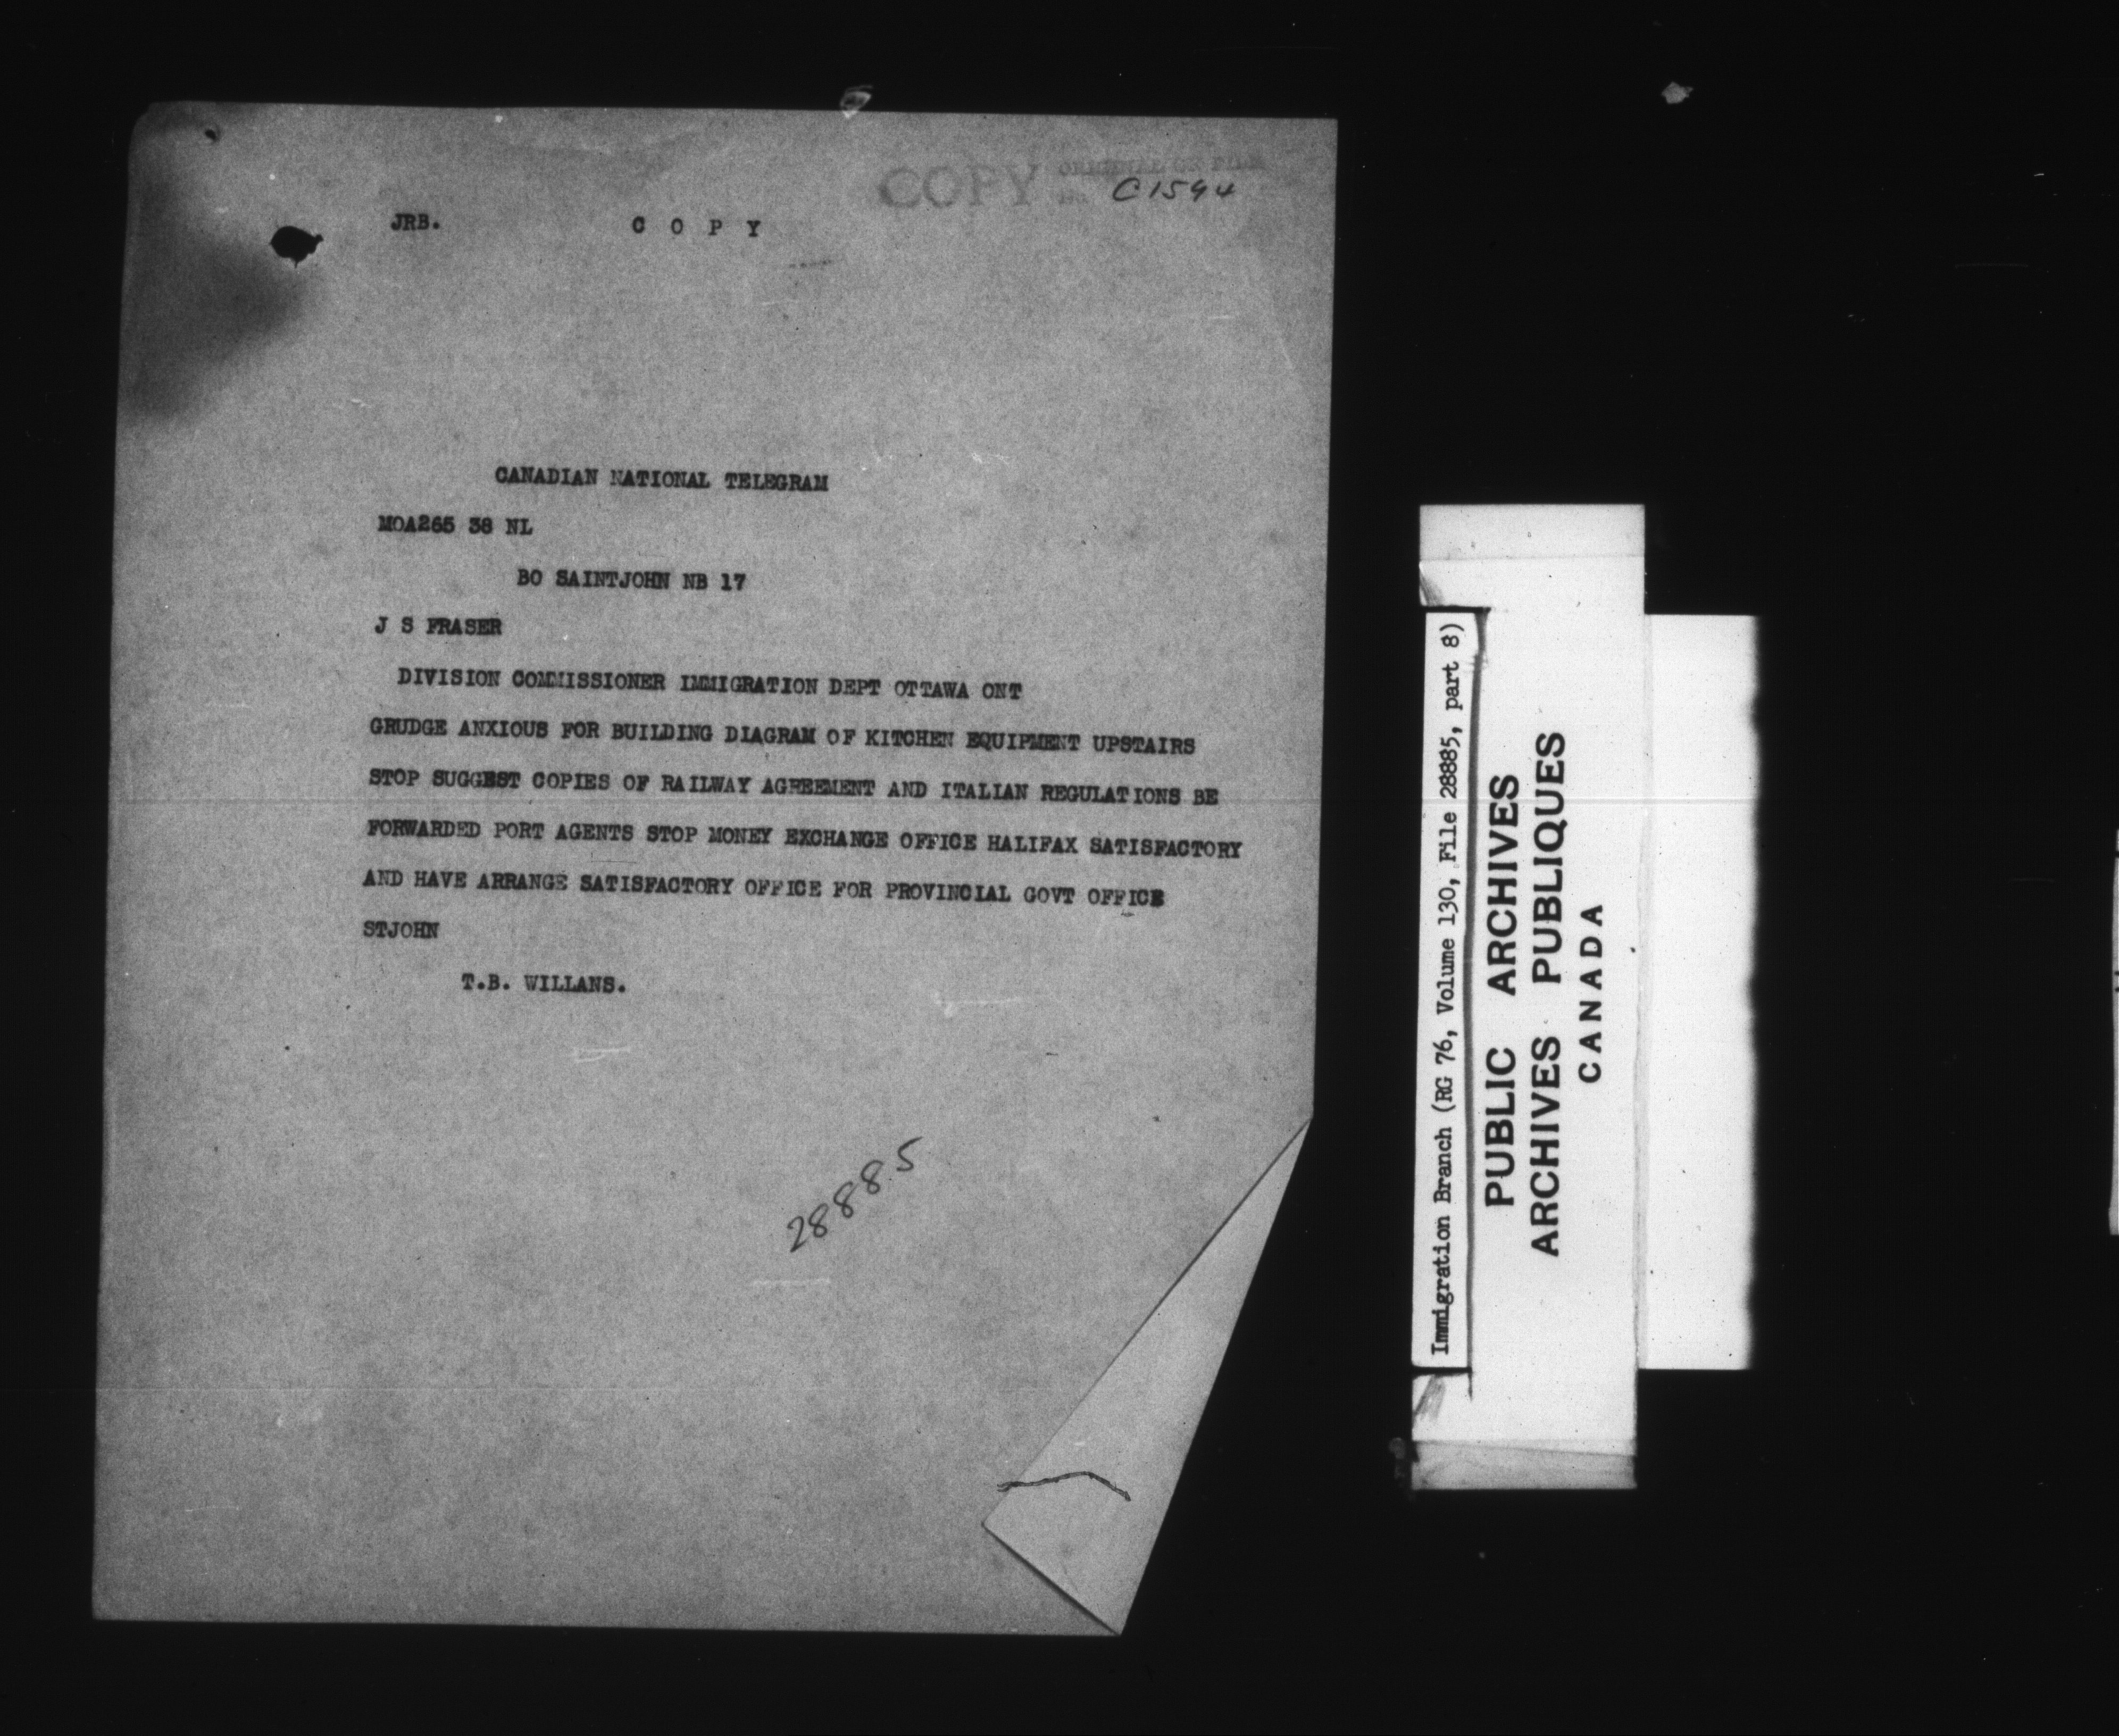 COPY ORIGINAL ON FILE
No. C1594
JRB. C O P Y
CANADIAN NATIONAL TELEGRAM
MOA265 38 NL
BO SAINTJOHN NB 17
J S FRASER
DIVISION COMMISSIONER IMMIGRATION DEPT OTTAWA ONT
GRUDGE ANXIOUS FOR BUILDING DIAGRAM OF KITCHEN EQUIPMENT UPSTAIRS
STOP SUGGEST COPIES OF RAILWAY AGREEMENT AND ITALIAN REGULATIONS BE
FORWARDED PORT AGENTS STOP MONEY EXCHANGE OFFICE HALIFAX SATISFACTORY
AND HAVE ARRANGE SATISFACTORY OFFICE FOR PROVINCIAL GOVT OFFICE
STJOHN
T.B. WILLANS.
28885
Immigration Branch (RG 76, Volume 130, File 28885, part 8)
PUBLIC ARCHIVES
ARCHIVES PUBLIQUES
CANADA